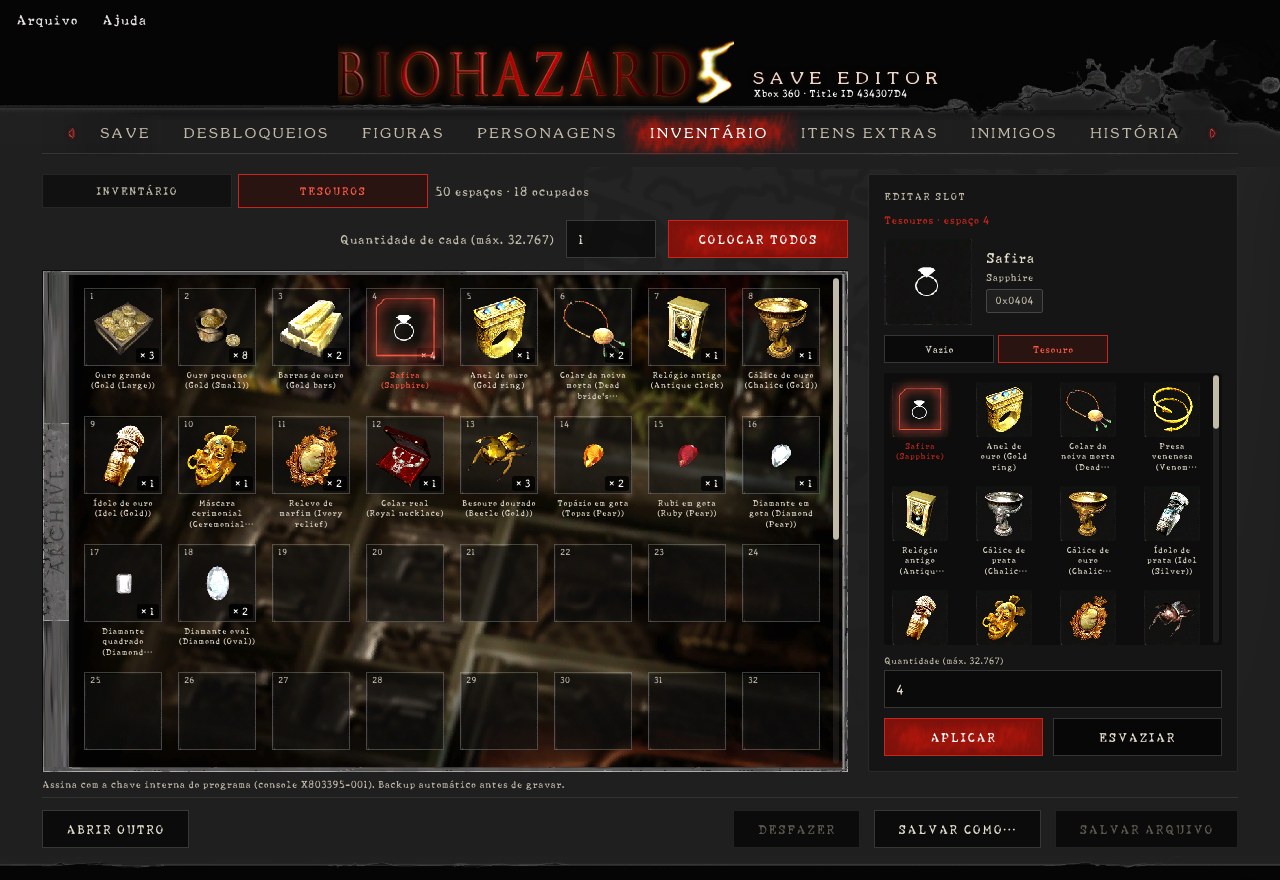 Arquivo Ajuda
BIOHAZARD 5
SAVE EDITOR
Xbox 360 · Title ID 434307D4
SAVE DESBLOQUEIOS FIGURAS PERSONAGENS INVENTÁRIO ITENS EXTRAS INIMIGOS HISTÓRIA
INVENTÁRIO TESOUROS 50 espaços · 18 ocupados
Quantidade de cada (máx. 32.767) 1 COLOCAR TODOS
ARCHIVE
1 2 3 4 5 6 7 8
×3 ×8 ×2 ×4 ×1 ×2 ×1 ×1
Ouro grande (Gold (Large))
Ouro pequeno (Gold (Small))
Barras de ouro (Gold bars)
Safira (Sapphire)
Anel de ouro (Gold ring)
Colar da noiva morta (Dead bride's···
Relógio antigo (Antique clock)
Cálice de ouro (Chalice (Gold))
9 10 11 12 13 14 15 16
×1 ×1 ×2 ×1 ×3 ×2 ×1 ×1
Ídolo de ouro (Idol (Gold))
Máscara cerimonial (Ceremonial···
Relevo de marfim (Ivory relief)
Colar real (Royal necklace)
Besouro dourado (Beetle (Gold))
Topázio em gota (Topaz (Pear))
Rubi em gota (Ruby (Pear))
Diamante em gota (Diamond (Pear))
17 18 19 20 21 22 23 24
×1 ×2
Diamante quadrado (Diamond···
Diamante oval (Diamond (Oval))
25 26 27 28 29 30 31 32
EDITAR SLOT
Tesouros · espaço 4
Safira
Sapphire
0x0404
Vazio Tesouro
Safira (Sapphire)
Anel de ouro (Gold ring)
Colar da noiva morta (Dead···
Presa venenosa (Venom···
Relógio antigo (Antiqu···
Cálice de prata (Chalic···
Cálice de ouro (Chalic···
Ídolo de prata (Idol (Silver))
Quantidade (máx. 32.767)
4
APLICAR ESVAZIAR
Assina com a chave interna do programa (console X803395-001). Backup automático antes de gravar.
ABRIR OUTRO DESFAZER SALVAR COMO··· SALVAR ARQUIVO